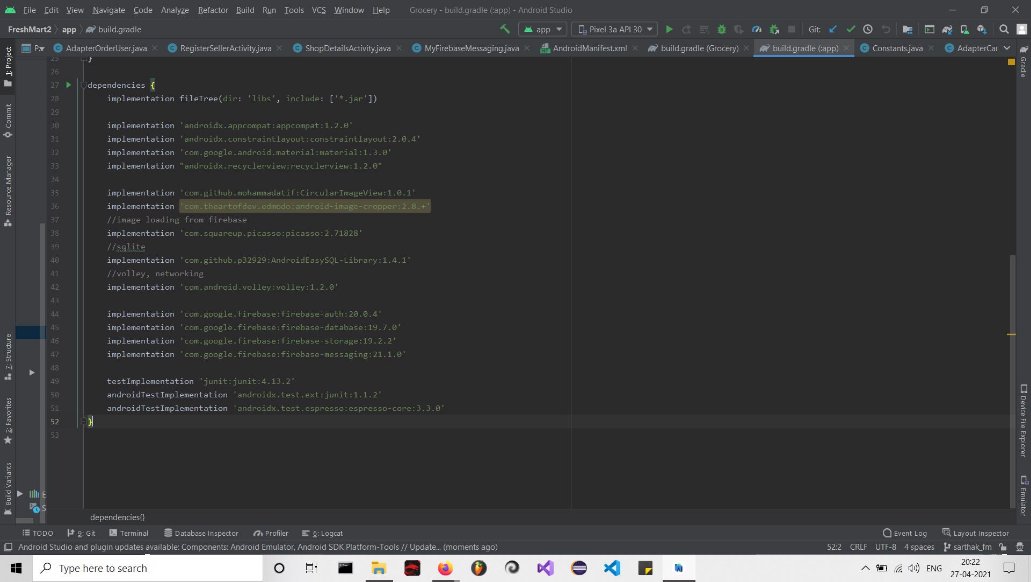 File Edit View Navigate Code Analyze Refactor Build Run Tools VCS Window Help Grocery - build.gradle (app) - Android Studio
FreshMart2 app build.gradle app Pixel 3a API 30 Git:
AdapterOrderUser.java RegisterSellerActivity.java ShopDetailsActivity.java MyFirebaseMessaging.java AndroidManifest.xml build.gradle (Grocery) build.gradle (app) Constants.java AdapterCar
25 }
26
27 dependencies {
28 implementation fileTree(dir: 'libs', include: ['*.jar'])
29
30 implementation 'androidx.appcompat:appcompat:1.2.0'
31 implementation 'androidx.constraintlayout:constraintlayout:2.0.4'
32 implementation 'com.google.android.material:material:1.3.0'
33 implementation "androidx.recyclerview:recyclerview:1.2.0"
34
35 implementation 'com.github.mohammadatif:CircularImageView:1.0.1'
36 implementation 'com.theartofdev.edmodo:android-image-cropper:2.8.+'
37 //image loading from firebase
38 implementation 'com.squareup.picasso:picasso:2.71828'
39 //sqlite
40 implementation 'com.github.p32929:AndroidEasySQL-Library:1.4.1'
41 //volley, networking
42 implementation 'com.android.volley:volley:1.2.0'
43
44 implementation 'com.google.firebase:firebase-auth:20.0.4'
45 implementation 'com.google.firebase:firebase-database:19.7.0'
46 implementation 'com.google.firebase:firebase-storage:19.2.2'
47 implementation 'com.google.firebase:firebase-messaging:21.1.0'
48
49 testImplementation 'junit:junit:4.13.2'
50 androidTestImplementation 'androidx.test.ext:junit:1.1.2'
51 androidTestImplementation 'androidx.test.espresso:espresso-core:3.3.0'
52 }
53
dependencies{}
1: Project
Commit
Resource Manager
Z: Structure
2: Favorites
Build Variants
Gradle
Device File Explorer
Emulator
TODO 9: Git Terminal Database Inspector Profiler 6: Logcat Event Log Layout Inspector
Android Studio and plugin updates available: Components: Android Emulator, Android SDK Platform-Tools // Update... (moments ago) 52:2 CRLF UTF-8 4 spaces sarthak_fm
Type here to search ENG 20:22
27-04-2021